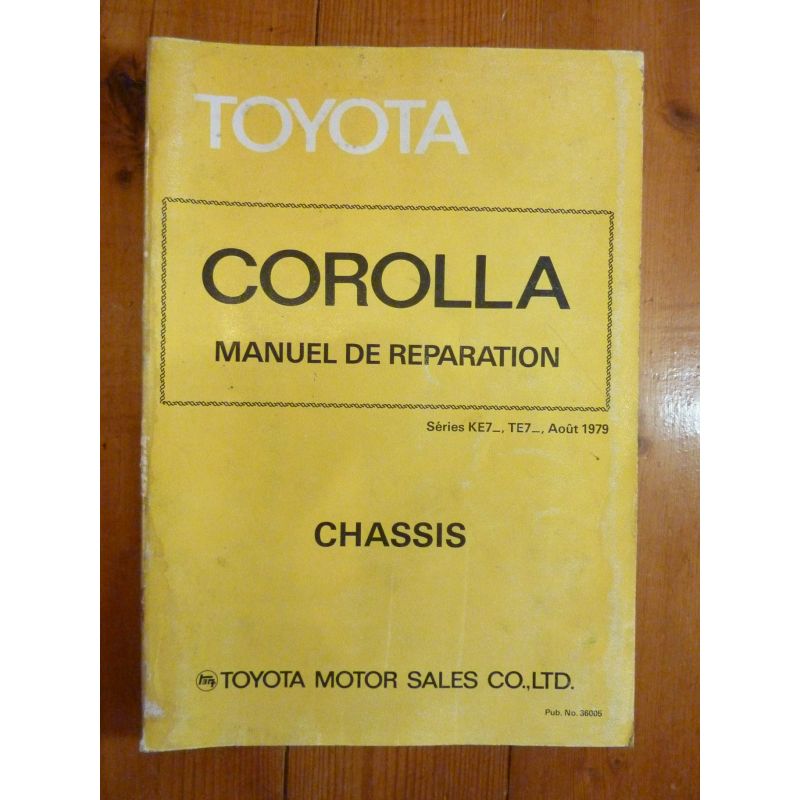 TOYOTA
COROLLA
MANUEL DE REPARATION
Séries KE7_, TE7_, Août 1979
CHASSIS
TOYOTA MOTOR SALES CO.,LTD.
Pub. No. 36005